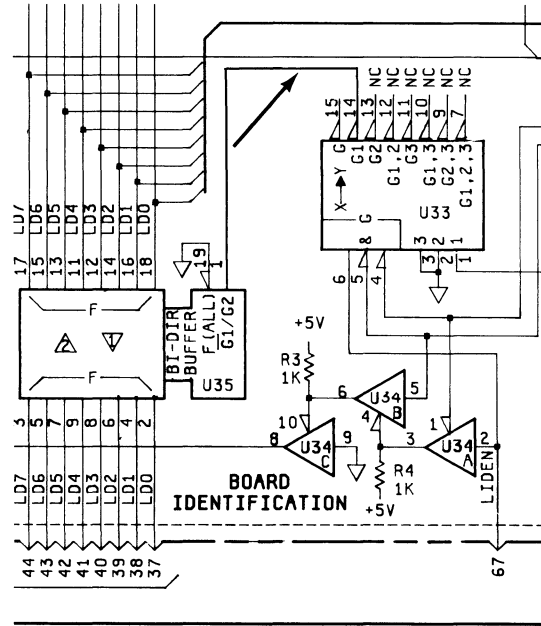 NC
NC
NC
NC
NC
NC
15
14
13
12
11
10
9
7
G
G1
G2
G1,2
G3
G1,3
G2,3
G1,2,3
X→Y
G
U33
&
3
2
1
6
5
4
3
2
1
LD7
LD6
LD5
LD4
LD3
LD2
LD1
LD0
17
15
13
11
12
14
16
18
19
1
F
2
1
F
BI-DIR
BUFFER
F(ALL)
G1/G2
U35
3
5
7
9
8
6
4
2
LD7
LD6
LD5
LD4
LD3
LD2
LD1
LD0
44
43
42
41
40
39
38
37
+5V
R3
1K
6
U34
B
5
4
10
8
U34
C
9
3
1
U34
A
2
R4
1K
+5V
LIDEN
BOARD
IDENTIFICATION
67